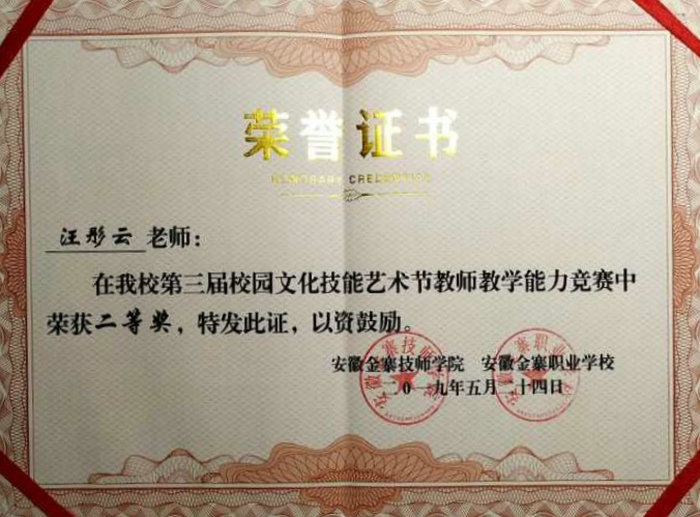 荣誉证书
HONORARY CREDENTIAL
汪彤云 老师：
在我校第三届校园文化技能艺术节教师教学能力竞赛中
荣获二等奖，特发此证，以资鼓励。
安徽金寨技师学院 安徽金寨职业学校
二〇一九年五月二十四日